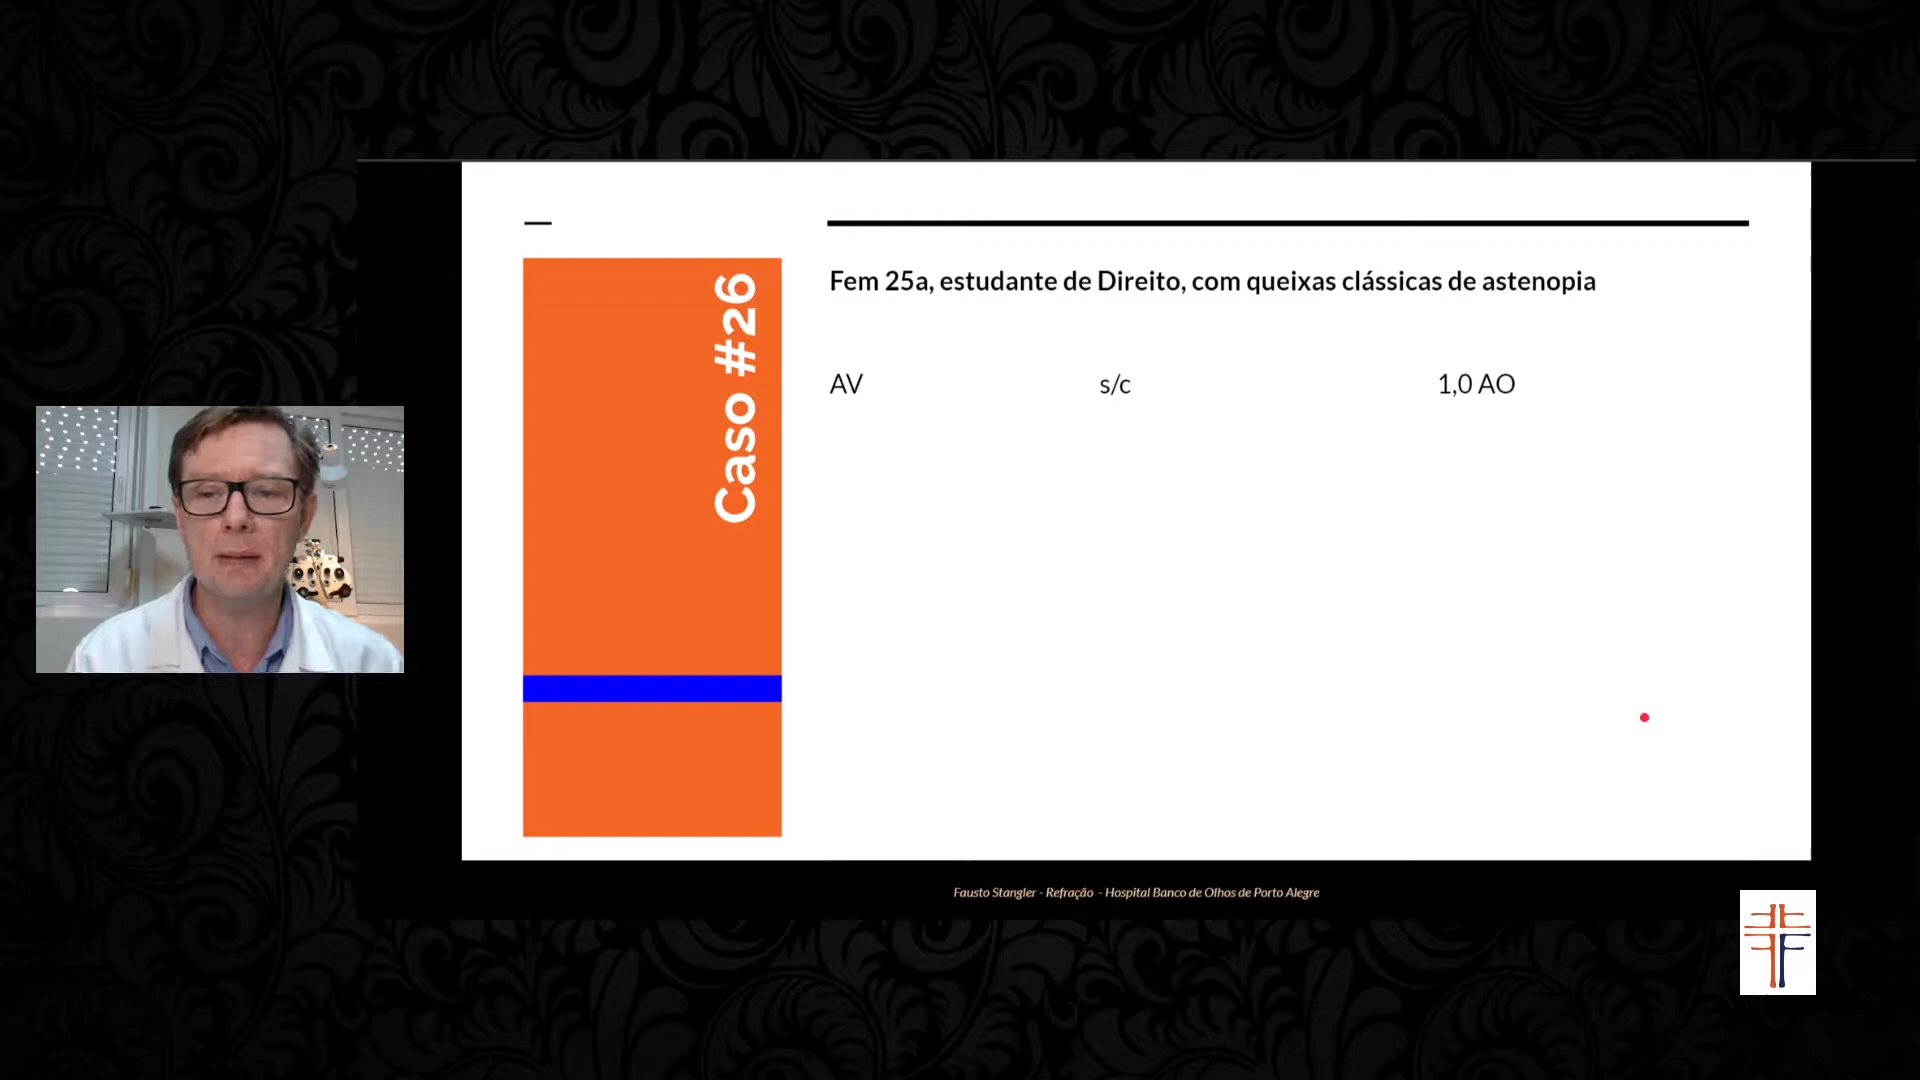 Caso #26
Fem 25a, estudante de Direito, com queixas clássicas de astenopia
AV s/c 1,0 AO
Fausto Stangler - Refração - Hospital Banco de Olhos de Porto Alegre